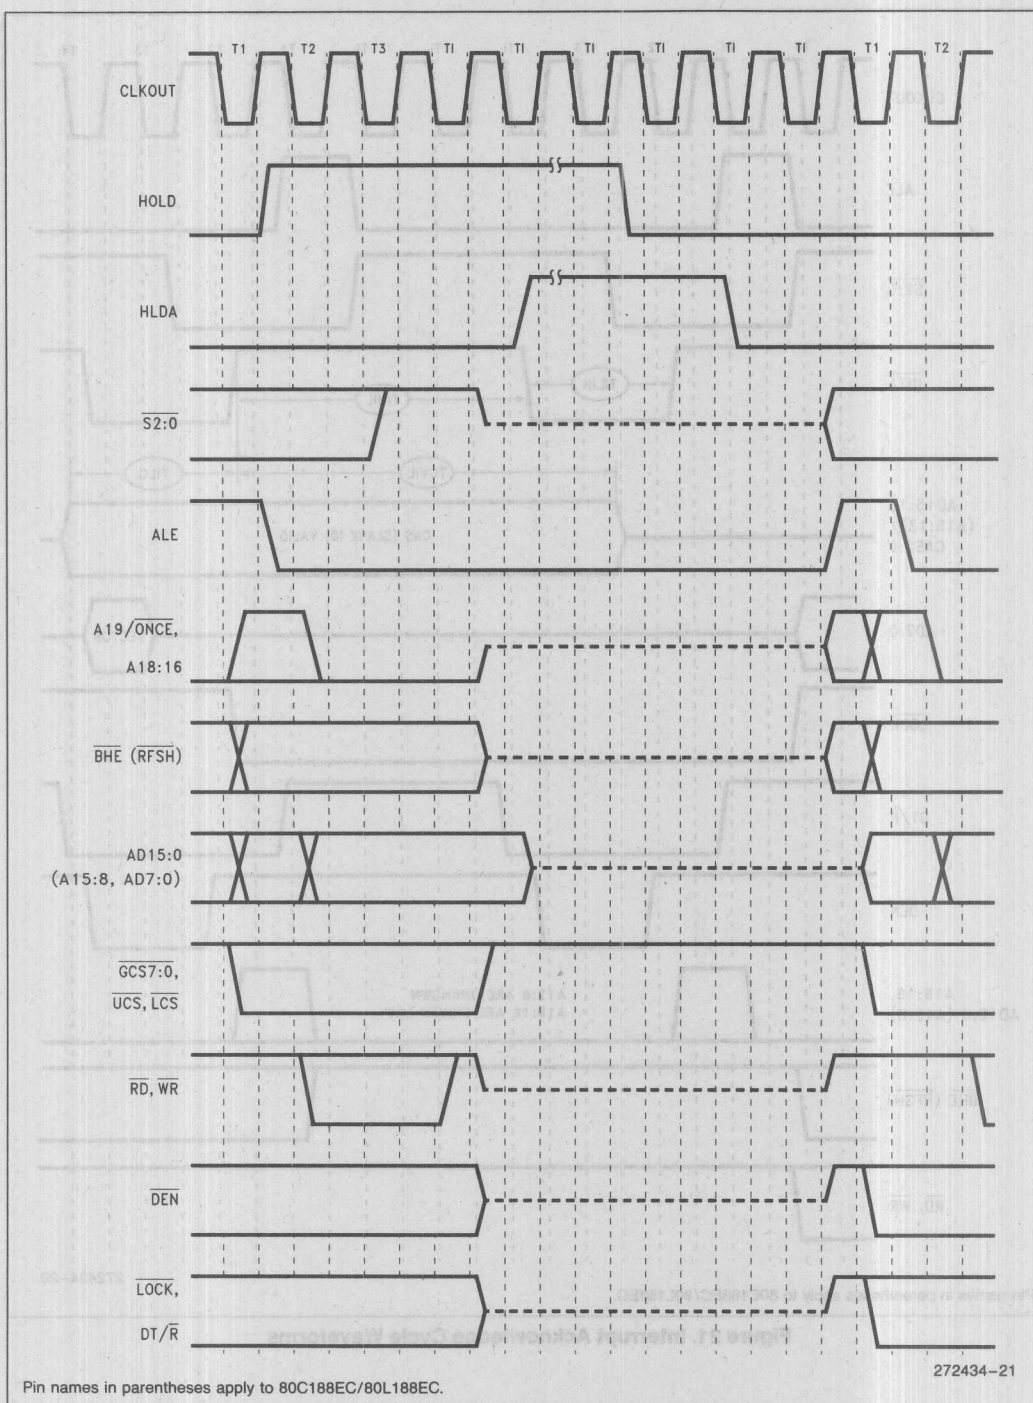 T1 T2 T3 TI TI TI TI TI TI T1 T2
CLKOUT
HOLD
HLDA
S2:0
ALE
A19/ONCE,
A18:16
BHE (RFSH)
AD15:0
(A15:8, AD7:0)
GCS7:0,
UCS, LCS
RD, WR
DEN
LOCK,
DT/R
272434–21
Pin names in parentheses apply to 80C188EC/80L188EC.